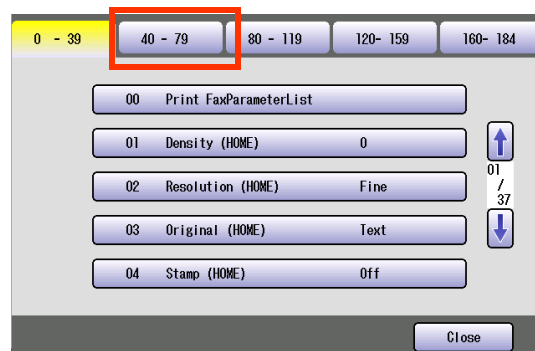 0 - 39 40 - 79 80 - 119 120- 159 160- 184
00 Print FaxParameterList
01 Density (HOME) 0
02 Resolution (HOME) Fine
03 Original (HOME) Text
04 Stamp (HOME) Off
01
/
37
Close